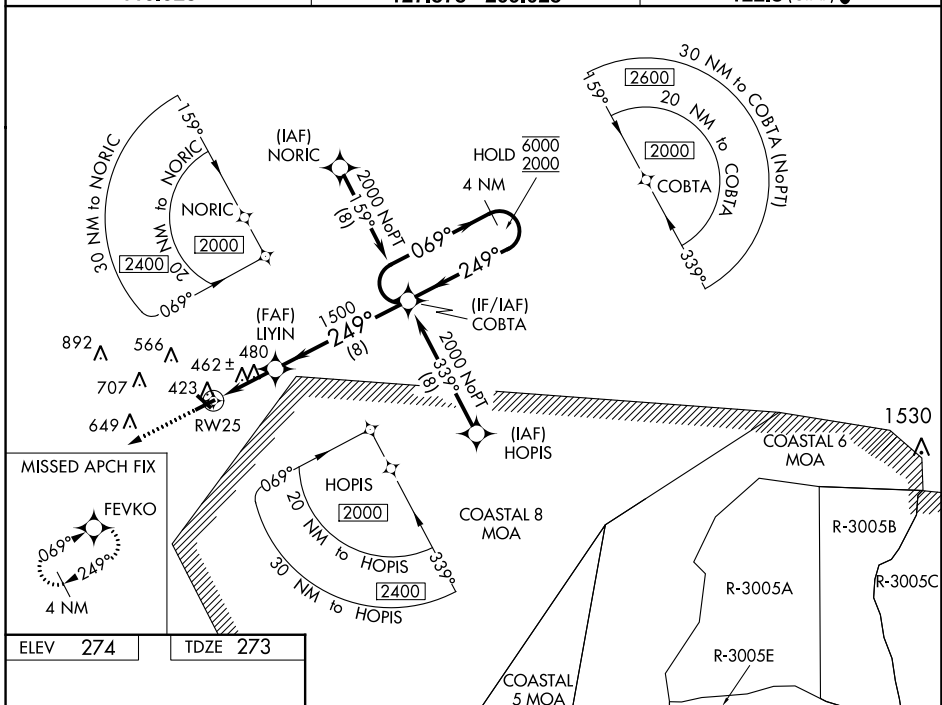 30 NM to COBTA (NoPT)
2600
20 NM to COBTA
159°
2000
COBTA
339°
30 NM to NORIC
159°
20 NM to NORIC
NORIC
2000
2400
069°
(IAF)
NORIC
2000 NoPT
159°
(8)
HOLD 6000
2000
4 NM
069°
249°
(IF/IAF)
COBTA
(FAF)
LIYIN
1500
249°
(8)
2000 NoPT
339°
(8)
892
566
462 ±
480
707
423
649
RW25
(IAF)
HOPIS
1530
COASTAL 6
MOA
MISSED APCH FIX
FEVKO
069°
249°
4 NM
069°
HOPIS
2000
20 NM to HOPIS
339°
2400
30 NM to HOPIS
COASTAL 8
MOA
R-3005B
R-3005A
R-3005C
R-3005E
COASTAL
5 MOA
ELEV 274
TDZE 273